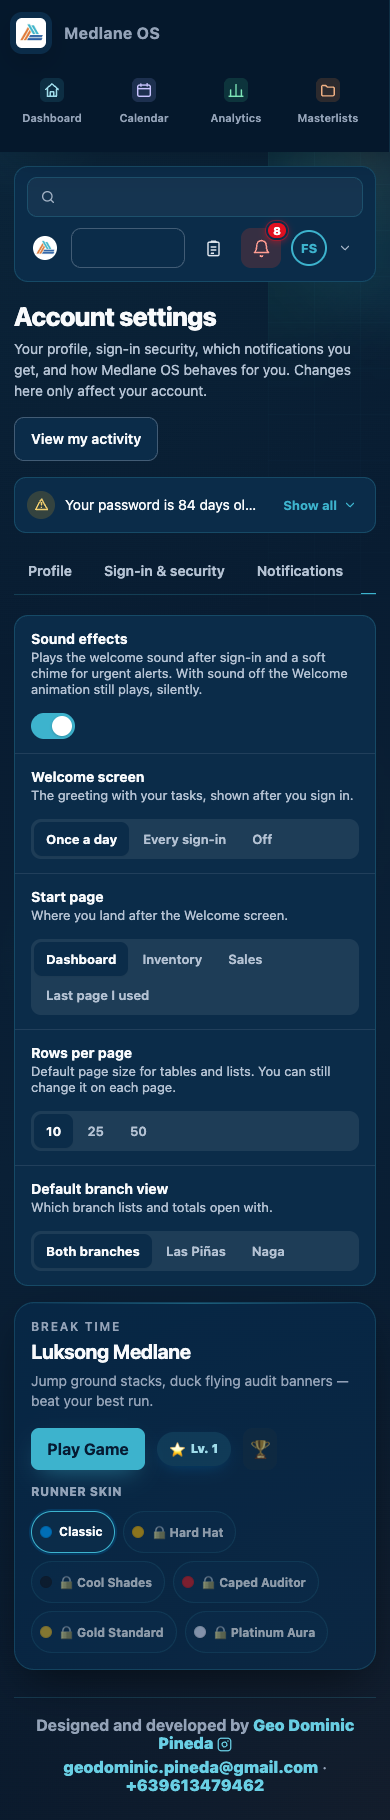 Medlane OS
Dashboard
Calendar
Analytics
Masterlists
8
FS
Account settings
Your profile, sign-in security, which notifications you
get, and how Medlane OS behaves for you. Changes
here only affect your account.
View my activity
Your password is 84 days ol...
Show all
Profile
Sign-in & security
Notifications
Sound effects
Plays the welcome sound after sign-in and a soft
chime for urgent alerts. With sound off the Welcome
animation still plays, silently.
Welcome screen
The greeting with your tasks, shown after you sign in.
Once a day
Every sign-in
Off
Start page
Where you land after the Welcome screen.
Dashboard
Inventory
Sales
Last page I used
Rows per page
Default page size for tables and lists. You can still
change it on each page.
10
25
50
Default branch view
Which branch lists and totals open with.
Both branches
Las Piñas
Naga
BREAK TIME
Luksong Medlane
Jump ground stacks, duck flying audit banners —
beat your best run.
Play Game
Lv. 1
RUNNER SKIN
Classic
Hard Hat
Cool Shades
Caped Auditor
Gold Standard
Platinum Aura
Designed and developed by Geo Dominic
Pineda
geodominic.pineda@gmail.com ·
+639613479462